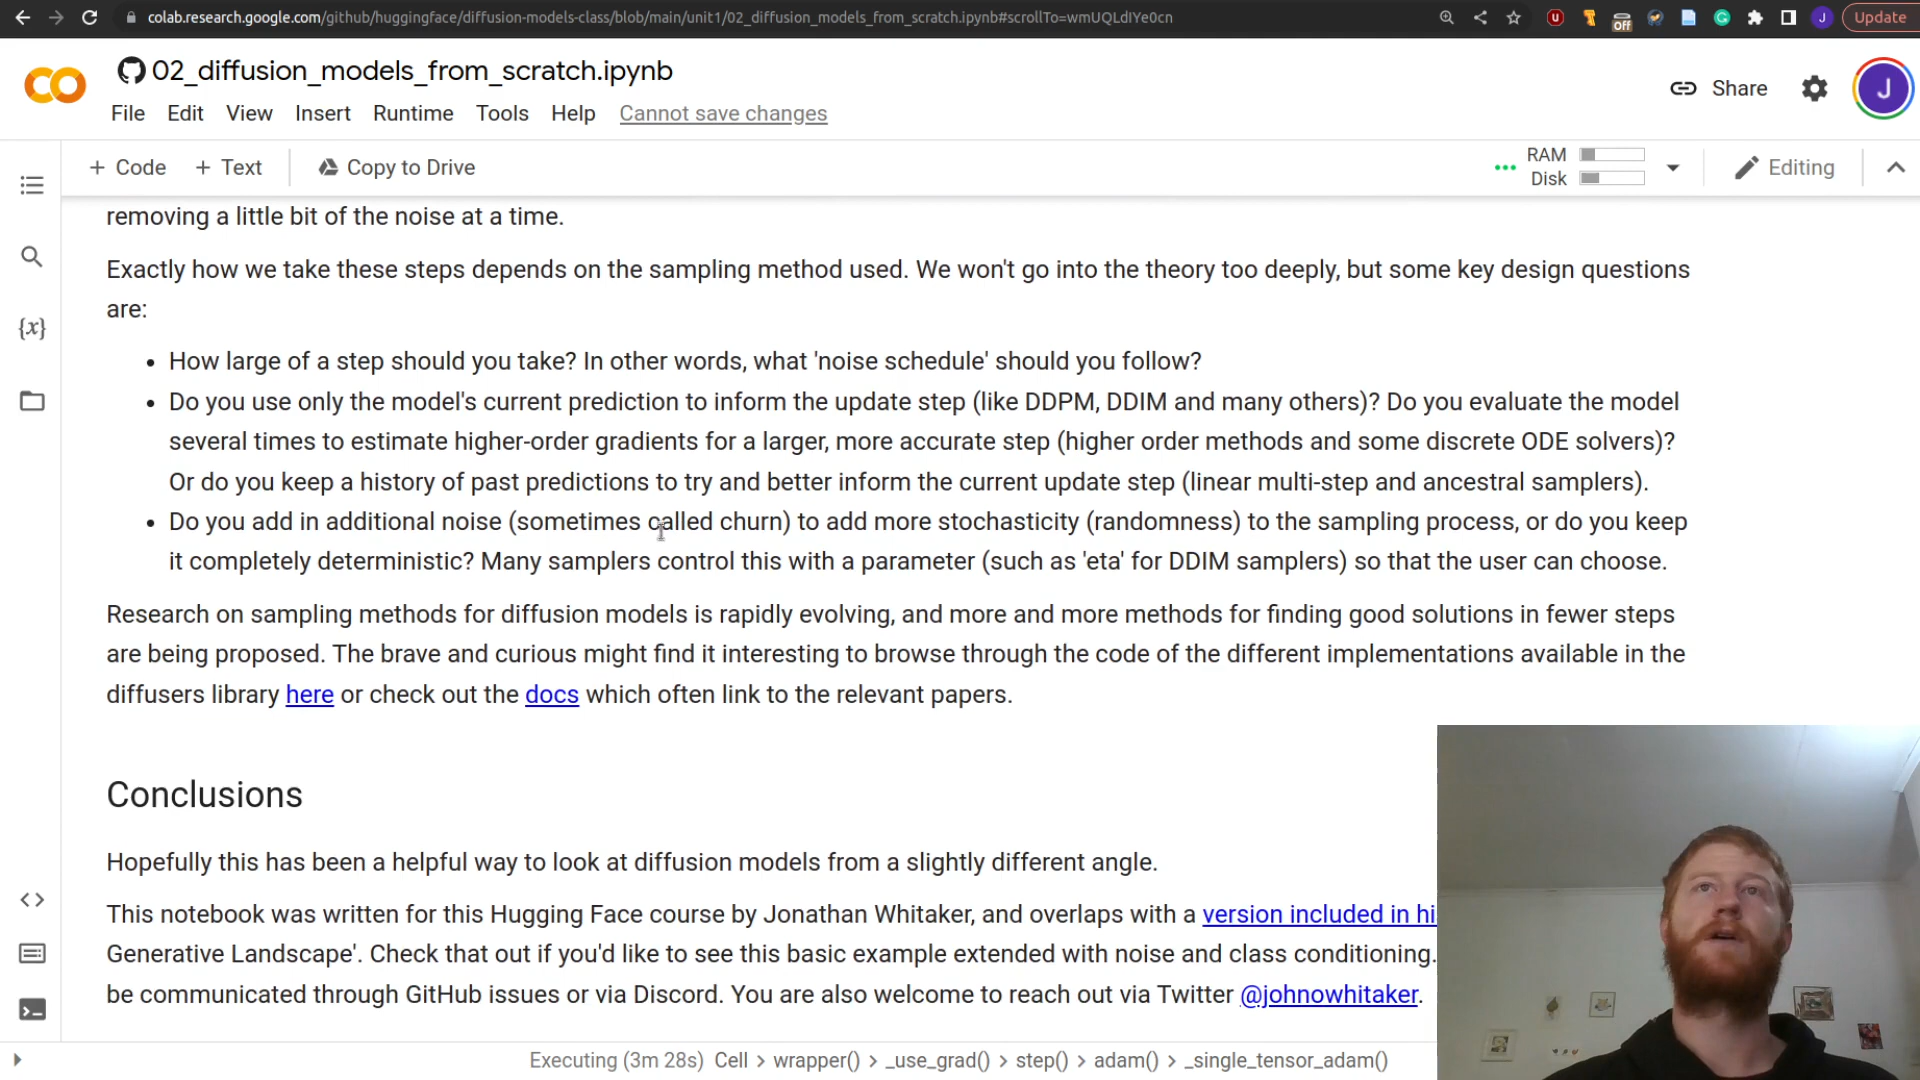 colab.research.google.com/github/huggingface/diffusion-models-class/blob/main/unit1/02_diffusion_models_from_scratch.ipynb#scrollTo=wmUQLdIYe0cn
Off
J
Update
02_diffusion_models_from_scratch.ipynb
Share
J
File Edit View Insert Runtime Tools Help Cannot save changes
+ Code + Text Copy to Drive
RAM
Disk
Editing
removing a little bit of the noise at a time.
Exactly how we take these steps depends on the sampling method used. We won't go into the theory too deeply, but some key design questions
are:
• How large of a step should you take? In other words, what 'noise schedule' should you follow?
• Do you use only the model's current prediction to inform the update step (like DDPM, DDIM and many others)? Do you evaluate the model
several times to estimate higher-order gradients for a larger, more accurate step (higher order methods and some discrete ODE solvers)?
Or do you keep a history of past predictions to try and better inform the current update step (linear multi-step and ancestral samplers).
• Do you add in additional noise (sometimes called churn) to add more stochasticity (randomness) to the sampling process, or do you keep
it completely deterministic? Many samplers control this with a parameter (such as 'eta' for DDIM samplers) so that the user can choose.
Research on sampling methods for diffusion models is rapidly evolving, and more and more methods for finding good solutions in fewer steps
are being proposed. The brave and curious might find it interesting to browse through the code of the different implementations available in the
diffusers library here or check out the docs which often link to the relevant papers.
Conclusions
Hopefully this has been a helpful way to look at diffusion models from a slightly different angle.
This notebook was written for this Hugging Face course by Jonathan Whitaker, and overlaps with a version included in hi
Generative Landscape'. Check that out if you'd like to see this basic example extended with noise and class conditioning.
be communicated through GitHub issues or via Discord. You are also welcome to reach out via Twitter @johnowhitaker.
Executing (3m 28s) Cell > wrapper() > _use_grad() > step() > adam() > _single_tensor_adam()